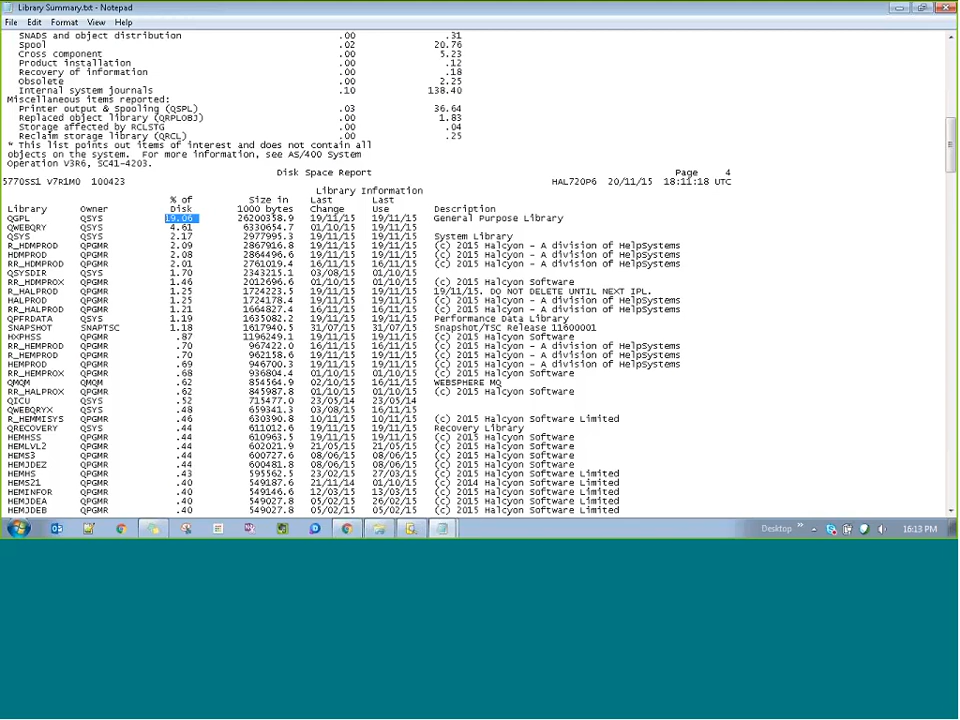 Library Summary.txt - Notepad
File Edit Format View Help
SNADS and object distribution .00 .31
Spool .02 20.76
Cross component .00 5.23
Product installation .00 .12
Recovery of information .00 .18
Obsolete .00 2.25
Internal system journals .10 138.40
Miscellaneous items reported:
Printer output & Spooling (QSPL) .03 36.64
Replaced object library (QRPLOBJ) .00 1.83
Storage affected by RCLSTG .00 .04
Reclaim storage library (QRCL) .00 .25
* This list points out items of interest and does not contain all
objects on the system. For more information, see AS/400 System
Operation V3R6, SC41-4203.
Disk Space Report Page 4
5770SS1 V7R1M0 100423 HAL720P6 20/11/15 18:11:18 UTC
Library Information
% of Size in Last Last
Library Owner Disk 1000 bytes Change Use Description
QGPL QSYS 19.06 26200358.9 19/11/15 19/11/15 General Purpose Library
QWEBQRY QSYS 4.61 6330654.7 01/10/15 19/11/15
QSYS QSYS 2.17 2977995.3 19/11/15 19/11/15 System Library
R_HDMPROD QPGMR 2.09 2867916.8 19/11/15 19/11/15 (c) 2015 Halcyon - A division of HelpSystems
HDMPROD QPGMR 2.08 2864496.6 19/11/15 19/11/15 (c) 2015 Halcyon - A division of HelpSystems
RR_HDMPROD QPGMR 2.01 2761019.4 16/11/15 16/11/15 (c) 2015 Halcyon - A division of HelpSystems
QSYSDIR QSYS 1.70 2343215.1 03/08/15 01/10/15
RR_HDMPROX QPGMR 1.46 2012696.6 01/10/15 01/10/15 (c) 2015 Halcyon Software
R_HALPROD QPGMR 1.25 1724223.5 19/11/15 19/11/15 19/11/15. DO NOT DELETE UNTIL NEXT IPL.
HALPROD QPGMR 1.25 1724178.4 19/11/15 19/11/15 (c) 2015 Halcyon - A division of HelpSystems
RR_HALPROD QPGMR 1.21 1664827.4 16/11/15 16/11/15 (c) 2015 Halcyon - A division of HelpSystems
QPFRDATA QSYS 1.19 1635082.2 19/11/15 19/11/15 Performance Data Library
SNAPSHOT SNAPTSC 1.18 1617940.5 31/07/15 31/07/15 Snapshot/TSC Release 11600001
HXPHSS QPGMR .87 1196249.1 19/11/15 19/11/15 (c) 2015 Halcyon Software
RR_HEMPROD QPGMR .70 967422.0 16/11/15 16/11/15 (c) 2015 Halcyon - A division of HelpSystems
R_HEMPROD QPGMR .70 962158.6 19/11/15 19/11/15 (c) 2015 Halcyon - A division of HelpSystems
HEMPROD QPGMR .69 946700.3 19/11/15 19/11/15 (c) 2015 Halcyon - A division of HelpSystems
RR_HEMPROX QPGMR .68 936804.4 01/10/15 01/10/15 (c) 2015 Halcyon Software
QMQM QMQM .62 854564.9 02/10/15 16/11/15 WEBSPHERE MQ
RR_HALPROX QPGMR .62 845987.8 01/10/15 01/10/15 (c) 2015 Halcyon Software
QICU QSYS .52 715477.0 23/05/14 23/05/14
QWEBQRYX QSYS .48 659341.3 03/08/15 16/11/15
R_HEMMISYS QPGMR .46 630390.8 10/11/15 10/11/15 (c) 2015 Halcyon Software Limited
QRECOVERY QSYS .44 611012.6 19/11/15 19/11/15 Recovery Library
HEMHSS QPGMR .44 610963.5 19/11/15 19/11/15 (c) 2015 Halcyon Software
HEMLVL2 QPGMR .44 602021.9 21/05/15 21/05/15 (c) 2015 Halcyon Software
HEMS3 QPGMR .44 600727.6 08/06/15 08/06/15 (c) 2015 Halcyon Software
HEMJDEZ QPGMR .44 600481.8 08/06/15 08/06/15 (c) 2015 Halcyon Software
HEMHS QPGMR .43 595562.5 23/02/15 27/03/15 (c) 2015 Halcyon Software Limited
HEMS21 QPGMR .40 549187.6 21/11/14 01/10/15 (c) 2014 Halcyon Software Limited
HEMINFOR QPGMR .40 549146.6 12/03/15 13/03/15 (c) 2015 Halcyon Software Limited
HEMJDEA QPGMR .40 549027.8 05/02/15 26/02/15 (c) 2015 Halcyon Software Limited
HEMJDEB QPGMR .40 549027.8 05/02/15 05/02/15 (c) 2015 Halcyon Software Limited
Desktop 16:13 PM